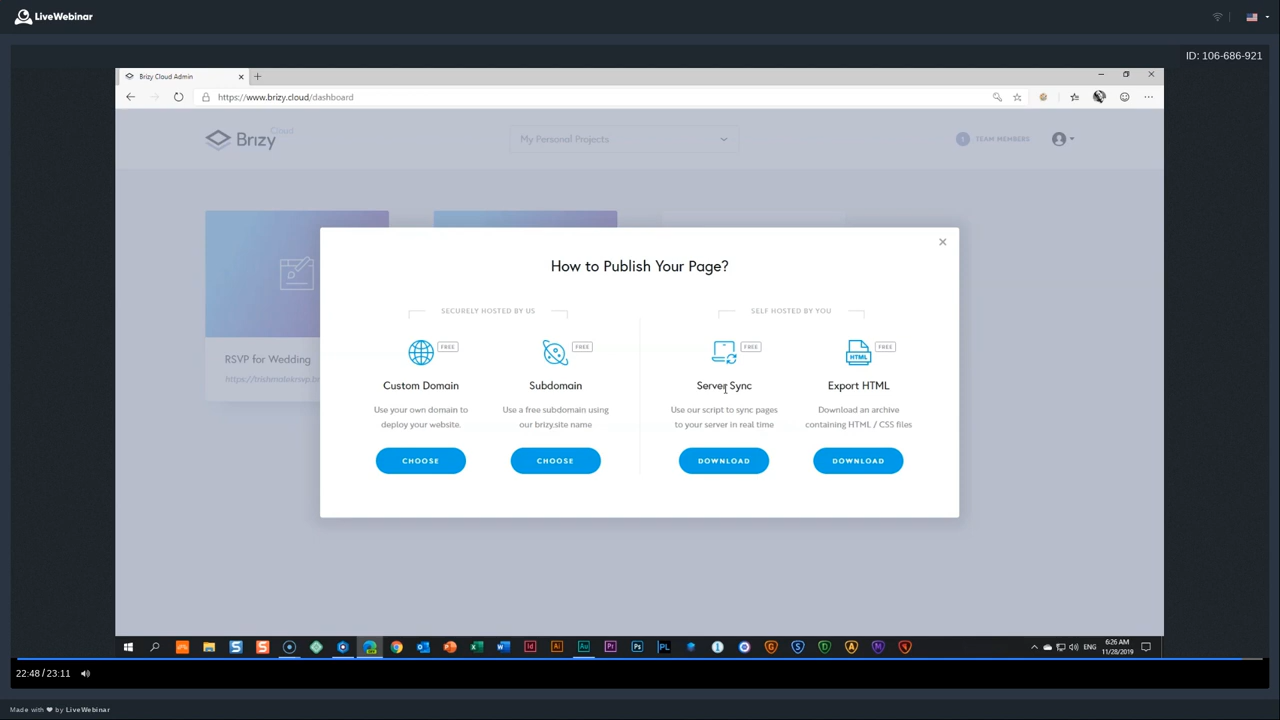 LiveWebinar
ID: 106-686-921
Brizy Cloud Admin
https://www.brizy.cloud/dashboard
Brizy Cloud
My Personal Projects
1 TEAM MEMBERS
How to Publish Your Page?
SECURELY HOSTED BY US
SELF HOSTED BY YOU
FREE
FREE
FREE
HTML FREE
Custom Domain
Subdomain
Server Sync
Export HTML
Use your own domain to
deploy your website.
Use a free subdomain using
our brizy.site name
Use our script to sync pages
to your server in real time
Download an archive
containing HTML / CSS files
CHOOSE
CHOOSE
DOWNLOAD
DOWNLOAD
RSVP for Wedding
6:26 AM
ENG
11/28/2019
22:48 / 23:11
Made with ❤ by LiveWebinar